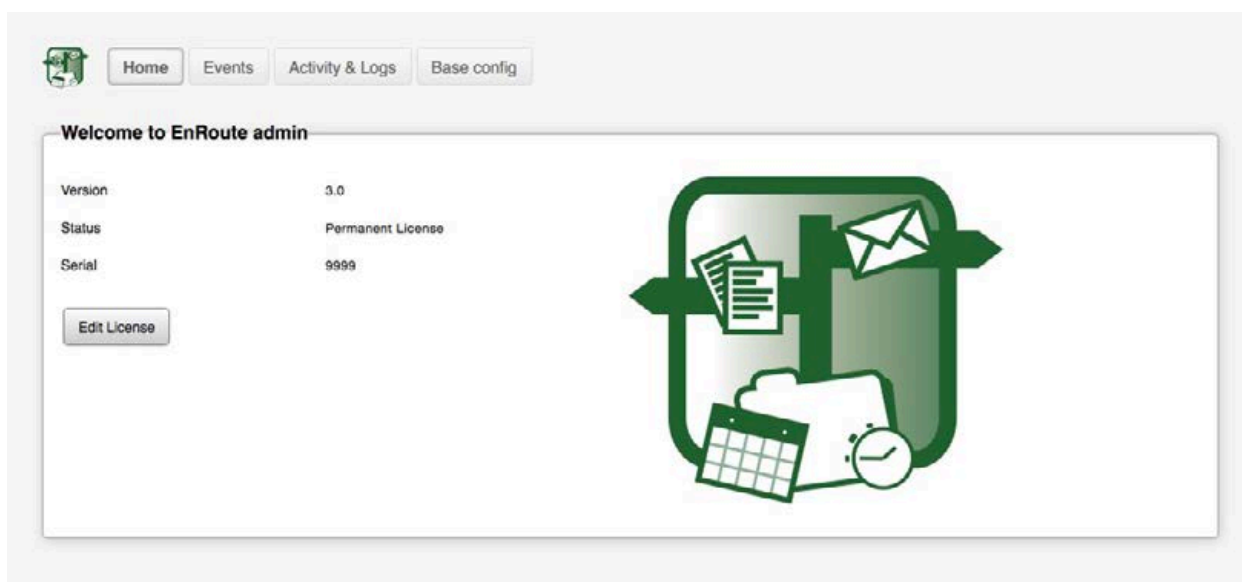 Home Events Activity & Logs Base config
Welcome to EnRoute admin
Version 3.0
Status Permanent License
Serial 9999
Edit License